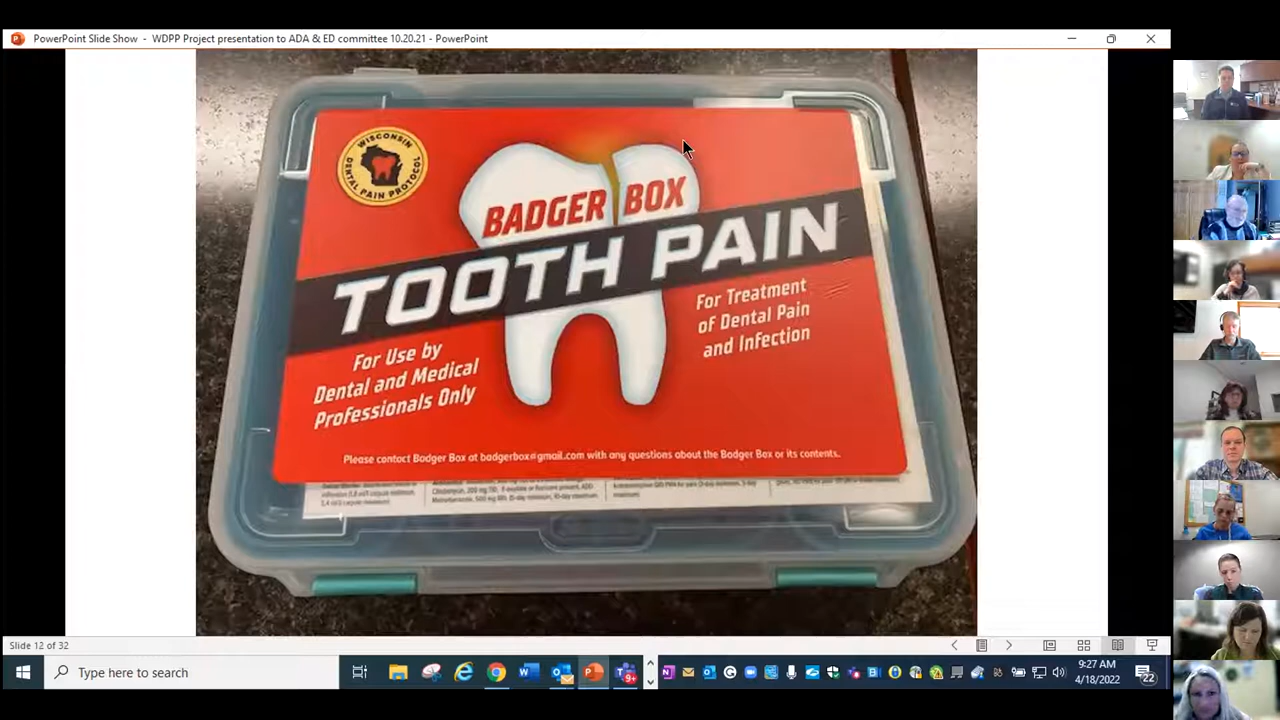 PowerPoint Slide Show - WDPP Project presentation to ADA & ED committee 10.20.21 - PowerPoint
WISCONSIN
DENTAL PAIN PROTOCOL
BADGER BOX
TOOTH PAIN
For Treatment
of Dental Pain
and Infection
For Use by
Dental and Medical
Professionals Only
Please contact Badger Box at badgerbox@gmail.com with any questions about the Badger Box or its contents.
Slide 12 of 32
Type here to search
9+
9:27 AM
4/18/2022
22